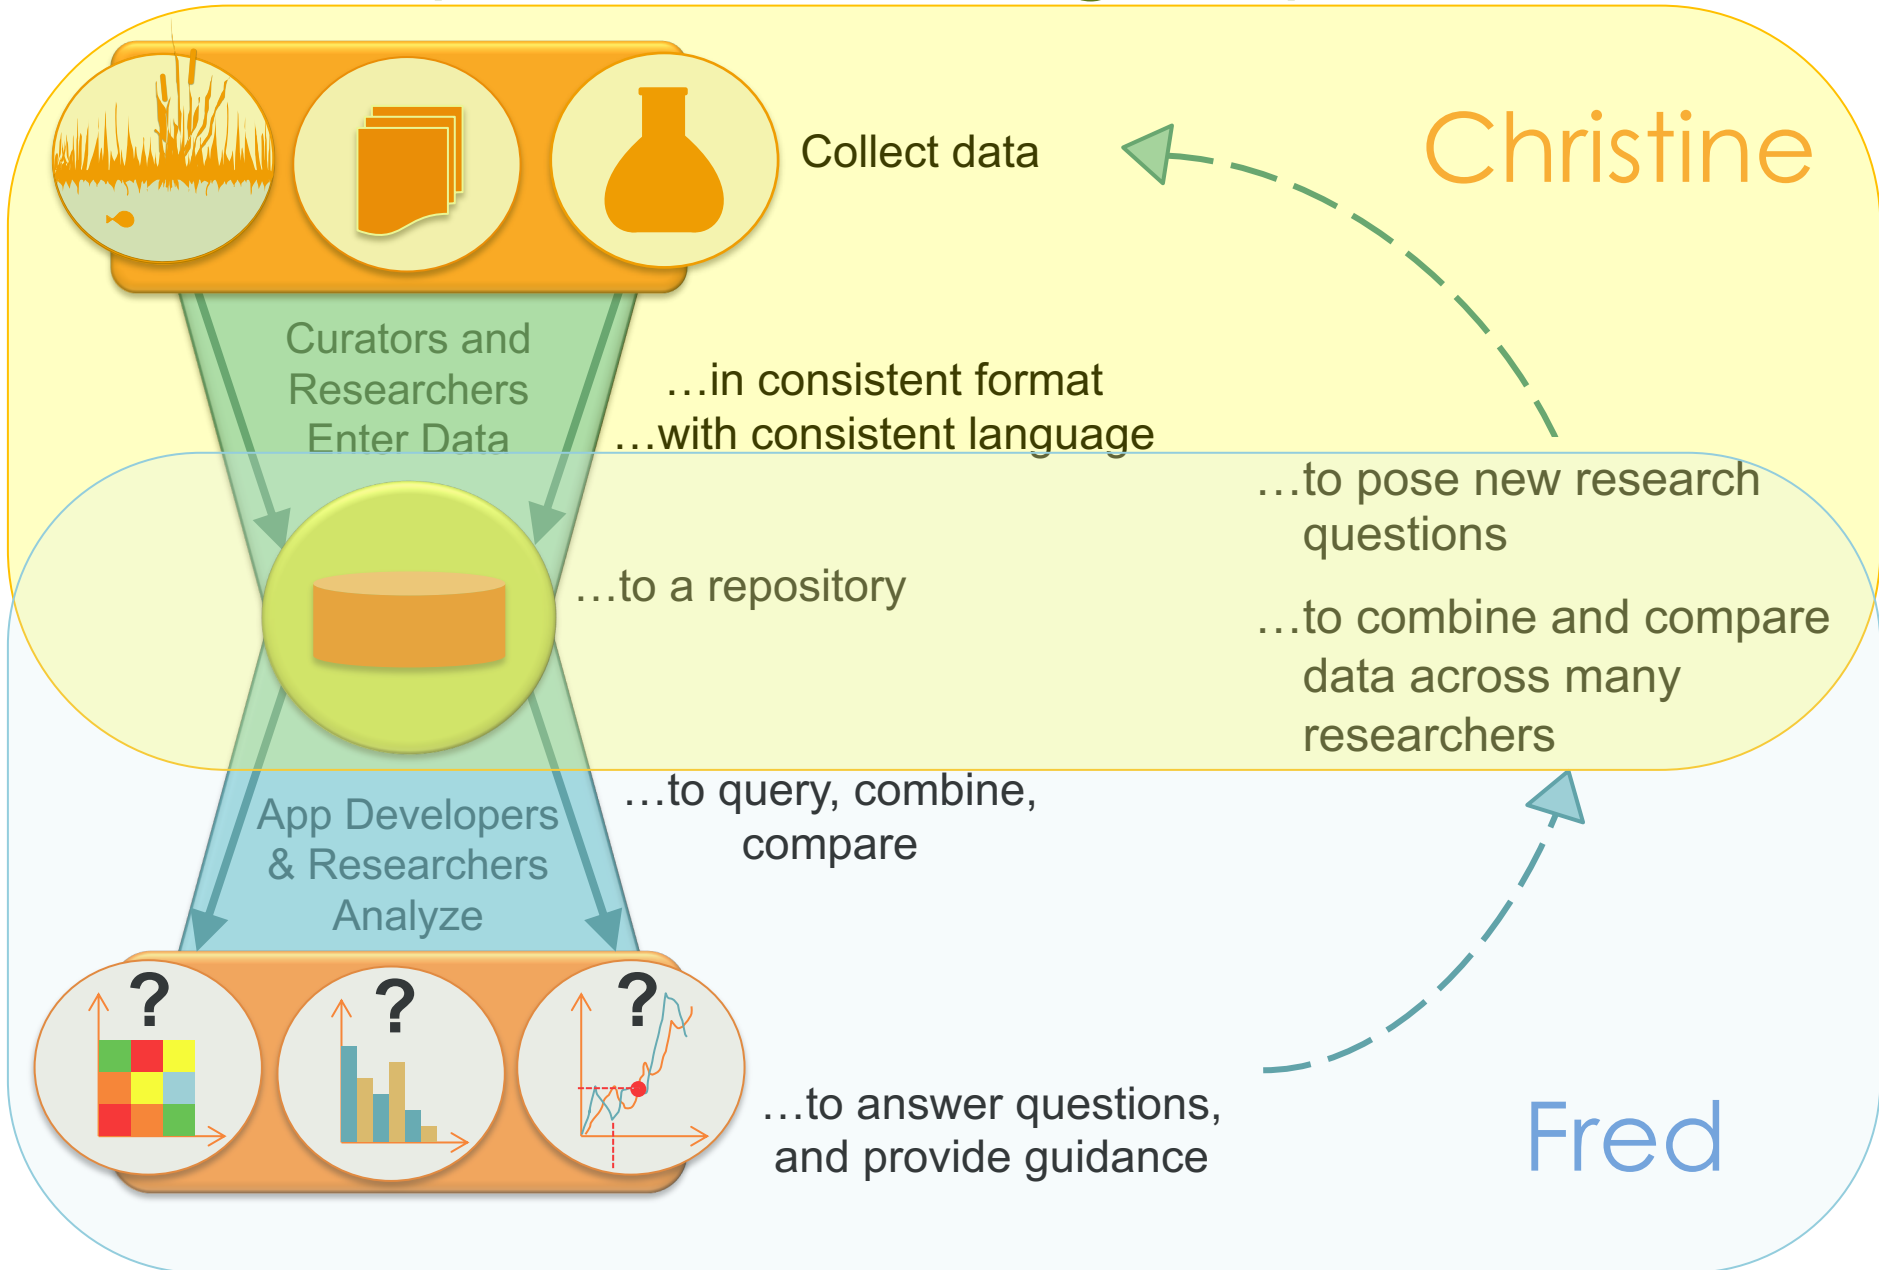 Christine
Collect data
Curators and
Researchers
Enter Data
…in consistent format
…with consistent language
…to pose new research
questions
…to a repository
…to combine and compare
data across many
researchers
…to query, combine,
compare
App Developers
& Researchers
Analyze
?
?
?
…to answer questions,
and provide guidance
Fred